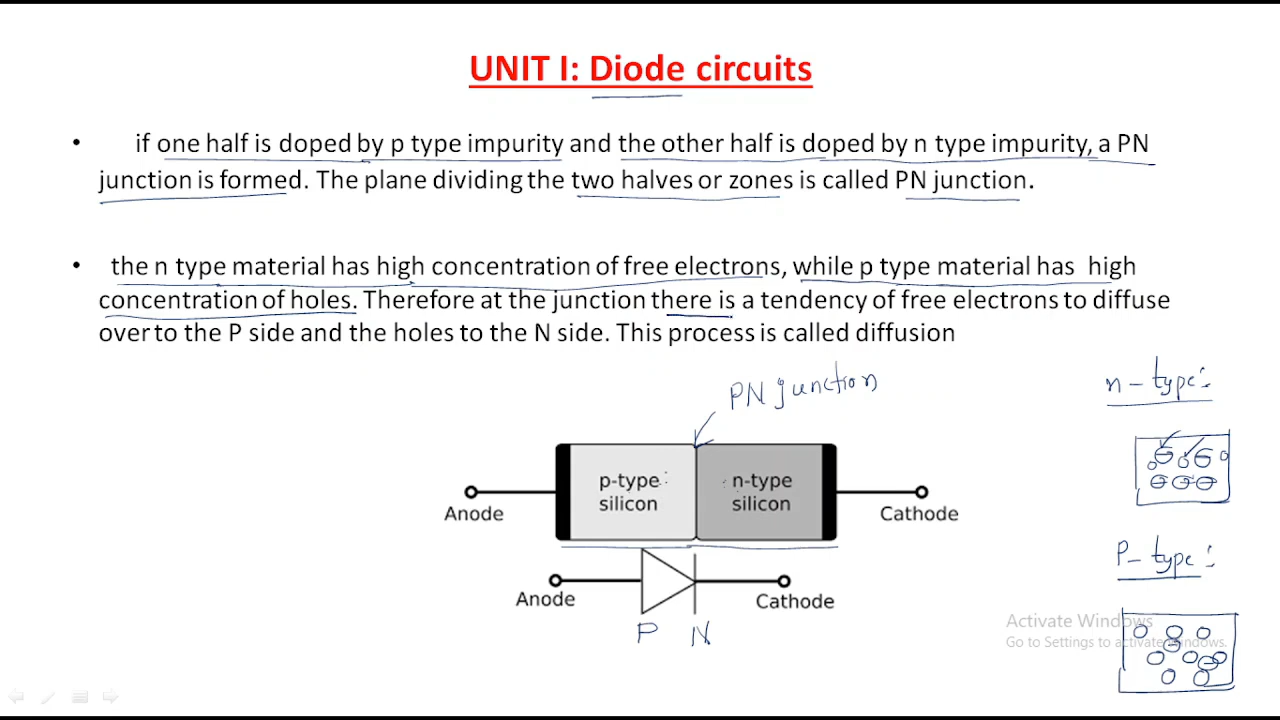 UNIT I: Diode circuits
• if one half is doped by p type impurity and the other half is doped by n type impurity, a PN
junction is formed. The plane dividing the two halves or zones is called PN junction.
• the n type material has high concentration of free electrons, while p type material has high
concentration of holes. Therefore at the junction there is a tendency of free electrons to diffuse
over to the P side and the holes to the N side. This process is called diffusion
PN junction
n-type:
p-type silicon
n-type silicon
Anode
Cathode
P-type:
Anode
Cathode
P N
Activate Windows
Go to Settings to activate Windows.